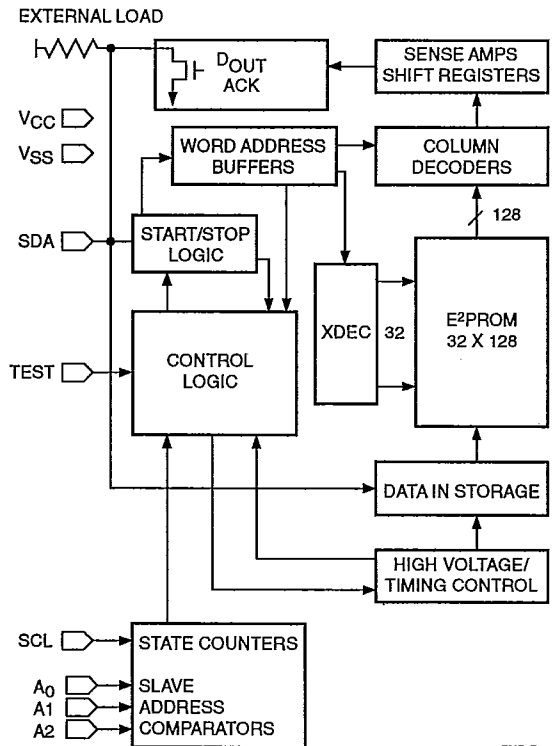 EXTERNAL LOAD
DOUT
ACK
SENSE AMPS
SHIFT REGISTERS
VCC
VSS
WORD ADDRESS
BUFFERS
COLUMN
DECODERS
128
SDA
START/STOP
LOGIC
XDEC
32
E²PROM
32 X 128
TEST
CONTROL
LOGIC
DATA IN STORAGE
HIGH VOLTAGE/
TIMING CONTROL
SCL
STATE COUNTERS
A0
SLAVE
A1
ADDRESS
A2
COMPARATORS